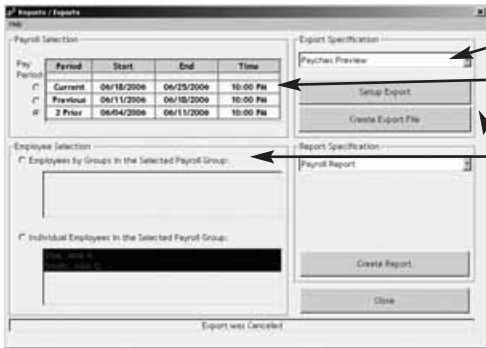 Reports / Exports
Help
Payroll Selection
Pay Period
Period Start End Time
Current 06/18/2006 06/25/2006 10:00 PM
Previous 06/11/2006 06/18/2006 10:00 PM
2 Prior 06/04/2006 06/11/2006 10:00 PM
Export Specification
Paychex Preview
Setup Export
Create Export File
Employee Selection
Employees by Groups in the Selected Payroll Group:
Individual Employees in the Selected Payroll Group:
Report Specification
Payroll Report
Create Report
Close
Export was Canceled